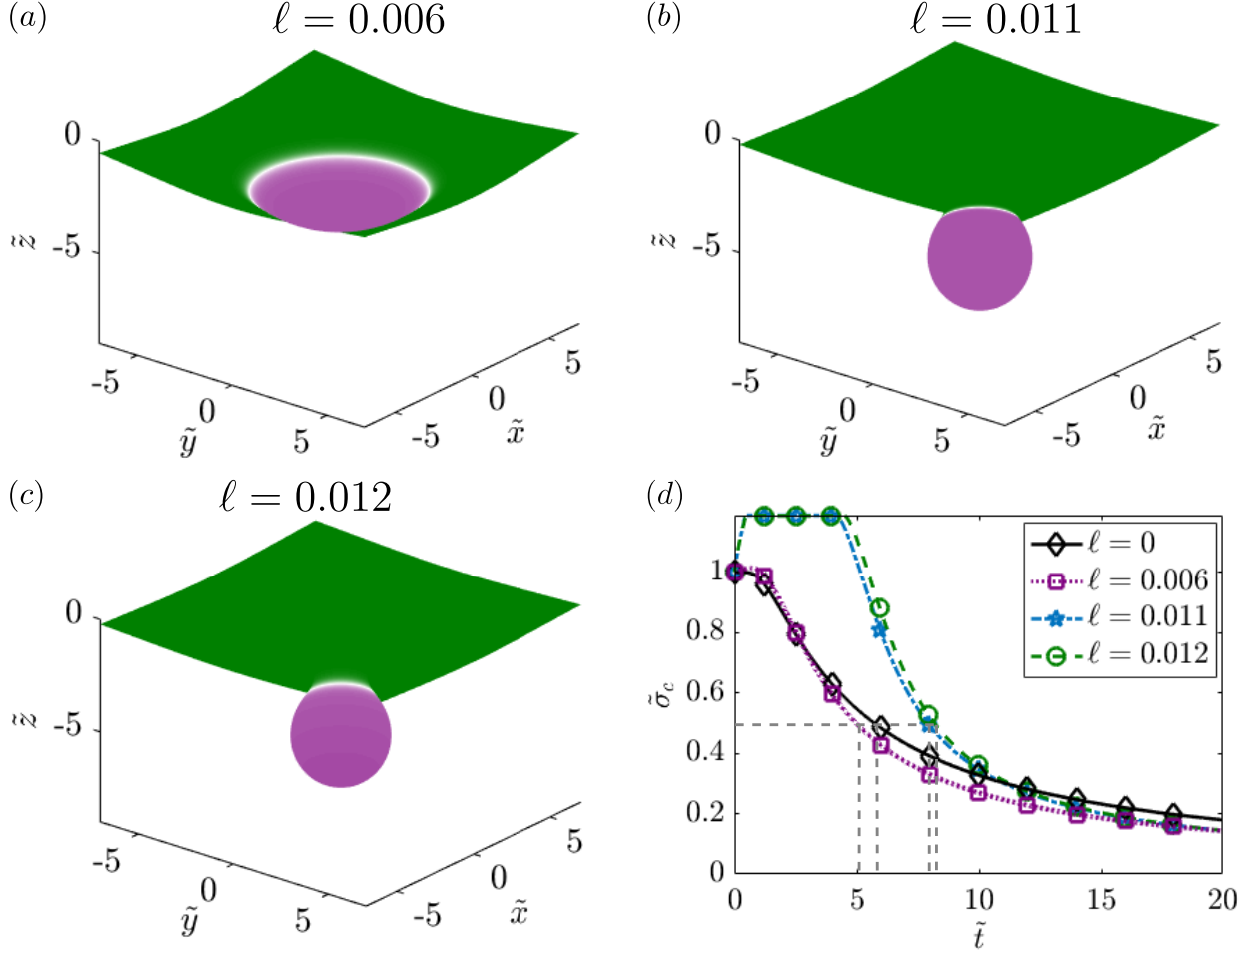 (a) ℓ = 0.006
0
-5
z̃
-5
0
5
ỹ
-5
0
5
x̃
(b) ℓ = 0.011
0
-5
z̃
-5
0
5
ỹ
-5
0
5
x̃
(c) ℓ = 0.012
0
-5
z̃
-5
0
5
ỹ
-5
0
5
x̃
(d)
ℓ = 0
ℓ = 0.006
ℓ = 0.011
ℓ = 0.012
1
0.8
0.6
0.4
0.2
0
σ̃c
0 5 10 15 20
t̃